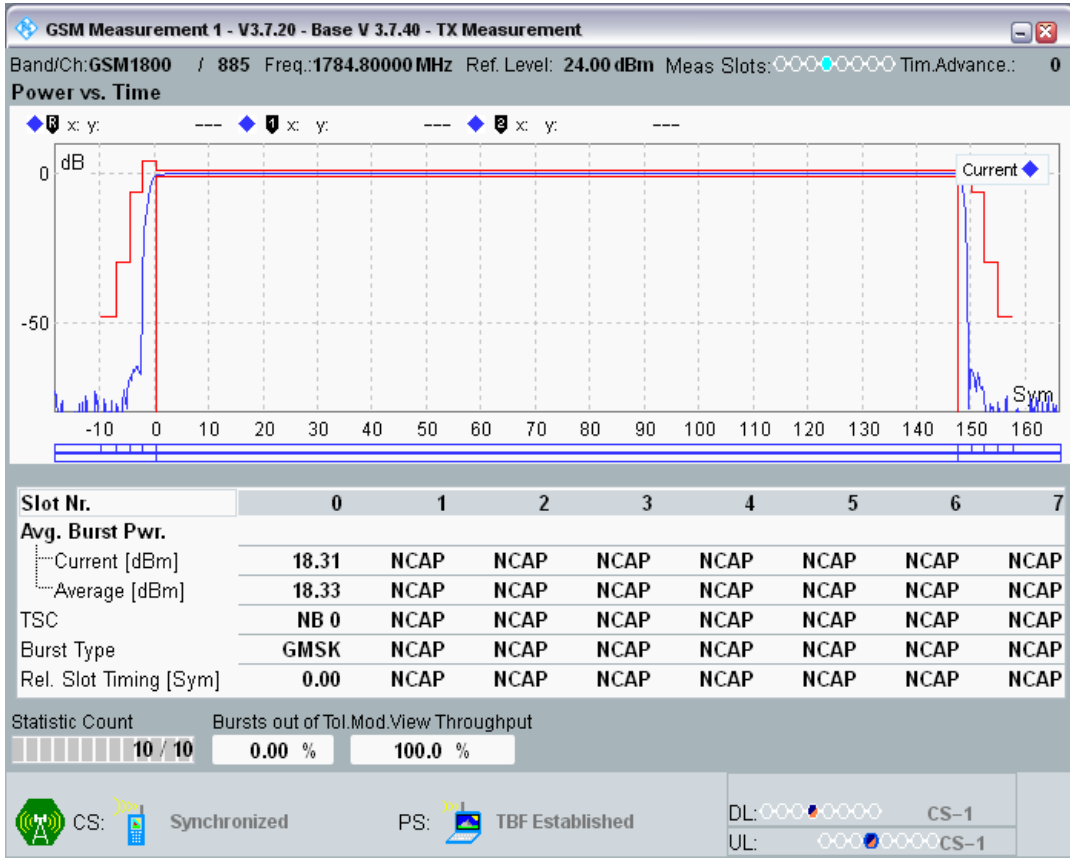 GSM Measurement 1 - V3.7.20 - Base V 3.7.40 - TX Measurement
Band/Ch:GSM1800 / 885 Freq.:1784.80000 MHz Ref. Level: 24.00 dBm Meas Slots: Tim.Advance.: 0
Power vs. Time
R x: y: --- 1 x: y: --- 2 x: y: ---
dB
Current
0
-50
Sym
-10 0 10 20 30 40 50 60 70 80 90 100 110 120 130 140 150 160
Slot Nr. 0 1 2 3 4 5 6 7
Avg. Burst Pwr.
Current [dBm] 18.31 NCAP NCAP NCAP NCAP NCAP NCAP NCAP
Average [dBm] 18.33 NCAP NCAP NCAP NCAP NCAP NCAP NCAP
TSC NB 0 NCAP NCAP NCAP NCAP NCAP NCAP NCAP
Burst Type GMSK NCAP NCAP NCAP NCAP NCAP NCAP NCAP
Rel. Slot Timing [Sym] 0.00 NCAP NCAP NCAP NCAP NCAP NCAP NCAP
Statistic Count Bursts out of Tol.Mod.View Throughput
10 / 10 0.00 % 100.0 %
CS: Synchronized PS: TBF Established
DL: CS-1
UL: CS-1